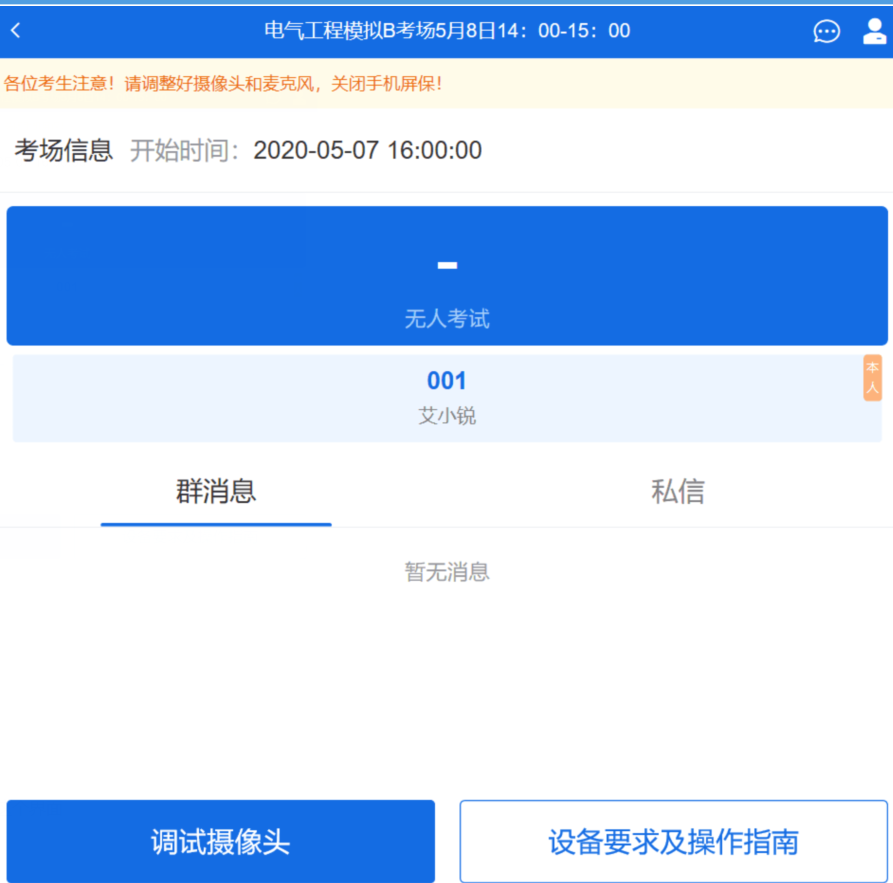 电气工程模拟B考场5月8日14：00-15：00
各位考生注意！请调整好摄像头和麦克风，关闭手机屏保！
考场信息 开始时间：2020-05-07 16:00:00
-
无人考试
001
本人
艾小锐
群消息 私信
暂无消息
调试摄像头 设备要求及操作指南